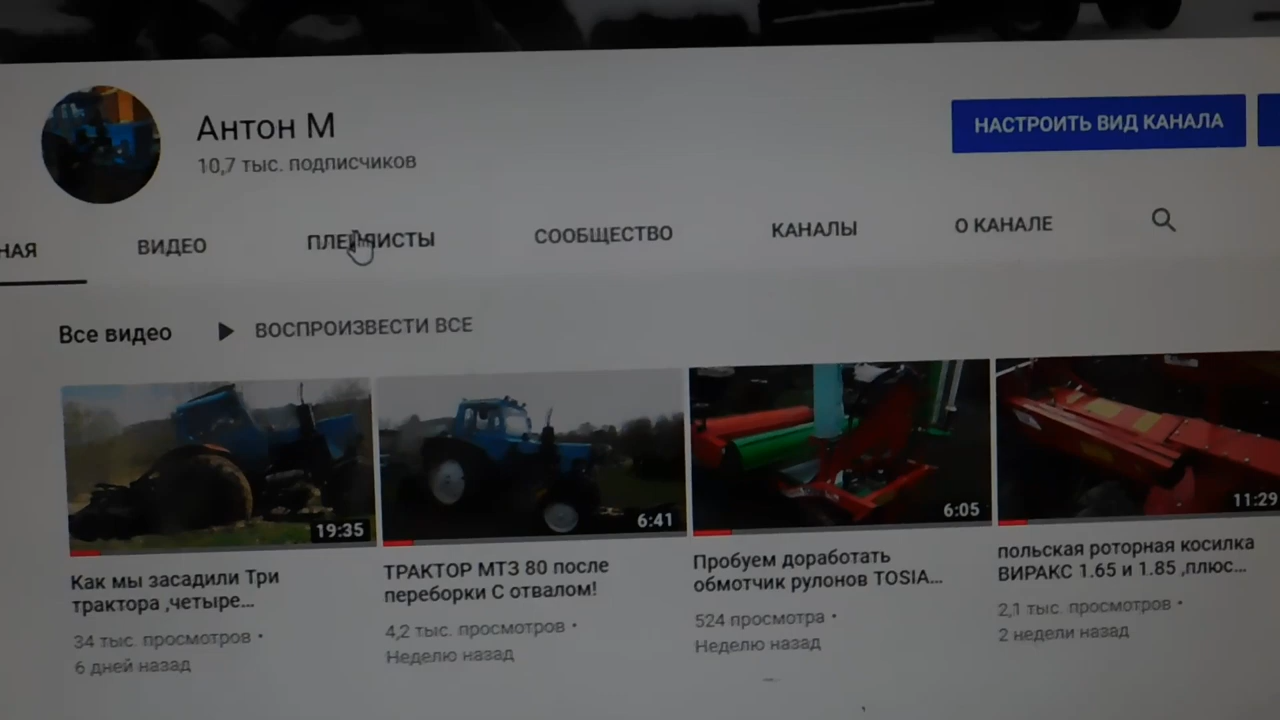 Антон М
10,7 тыс. подписчиков
НАСТРОИТЬ ВИД КАНАЛА
НАЯ
ВИДЕО
ПЛЕЙЛИСТЫ
СООБЩЕСТВО
КАНАЛЫ
О КАНАЛЕ
Все видео
ВОСПРОИЗВЕСТИ ВСЕ
19:35
6:41
6:05
11:29
Как мы засадили Три
трактора ,четыре...
34 тыс. просмотров •
6 дней назад
ТРАКТОР МТЗ 80 после
переборки С отвалом!
4,2 тыс. просмотров •
Неделю назад
Пробуем доработать
обмотчик рулонов TOSIA...
524 просмотра •
Неделю назад
польская роторная косилка
ВИРАКС 1.65 и 1.85 ,плюс...
2,1 тыс. просмотров •
2 недели назад